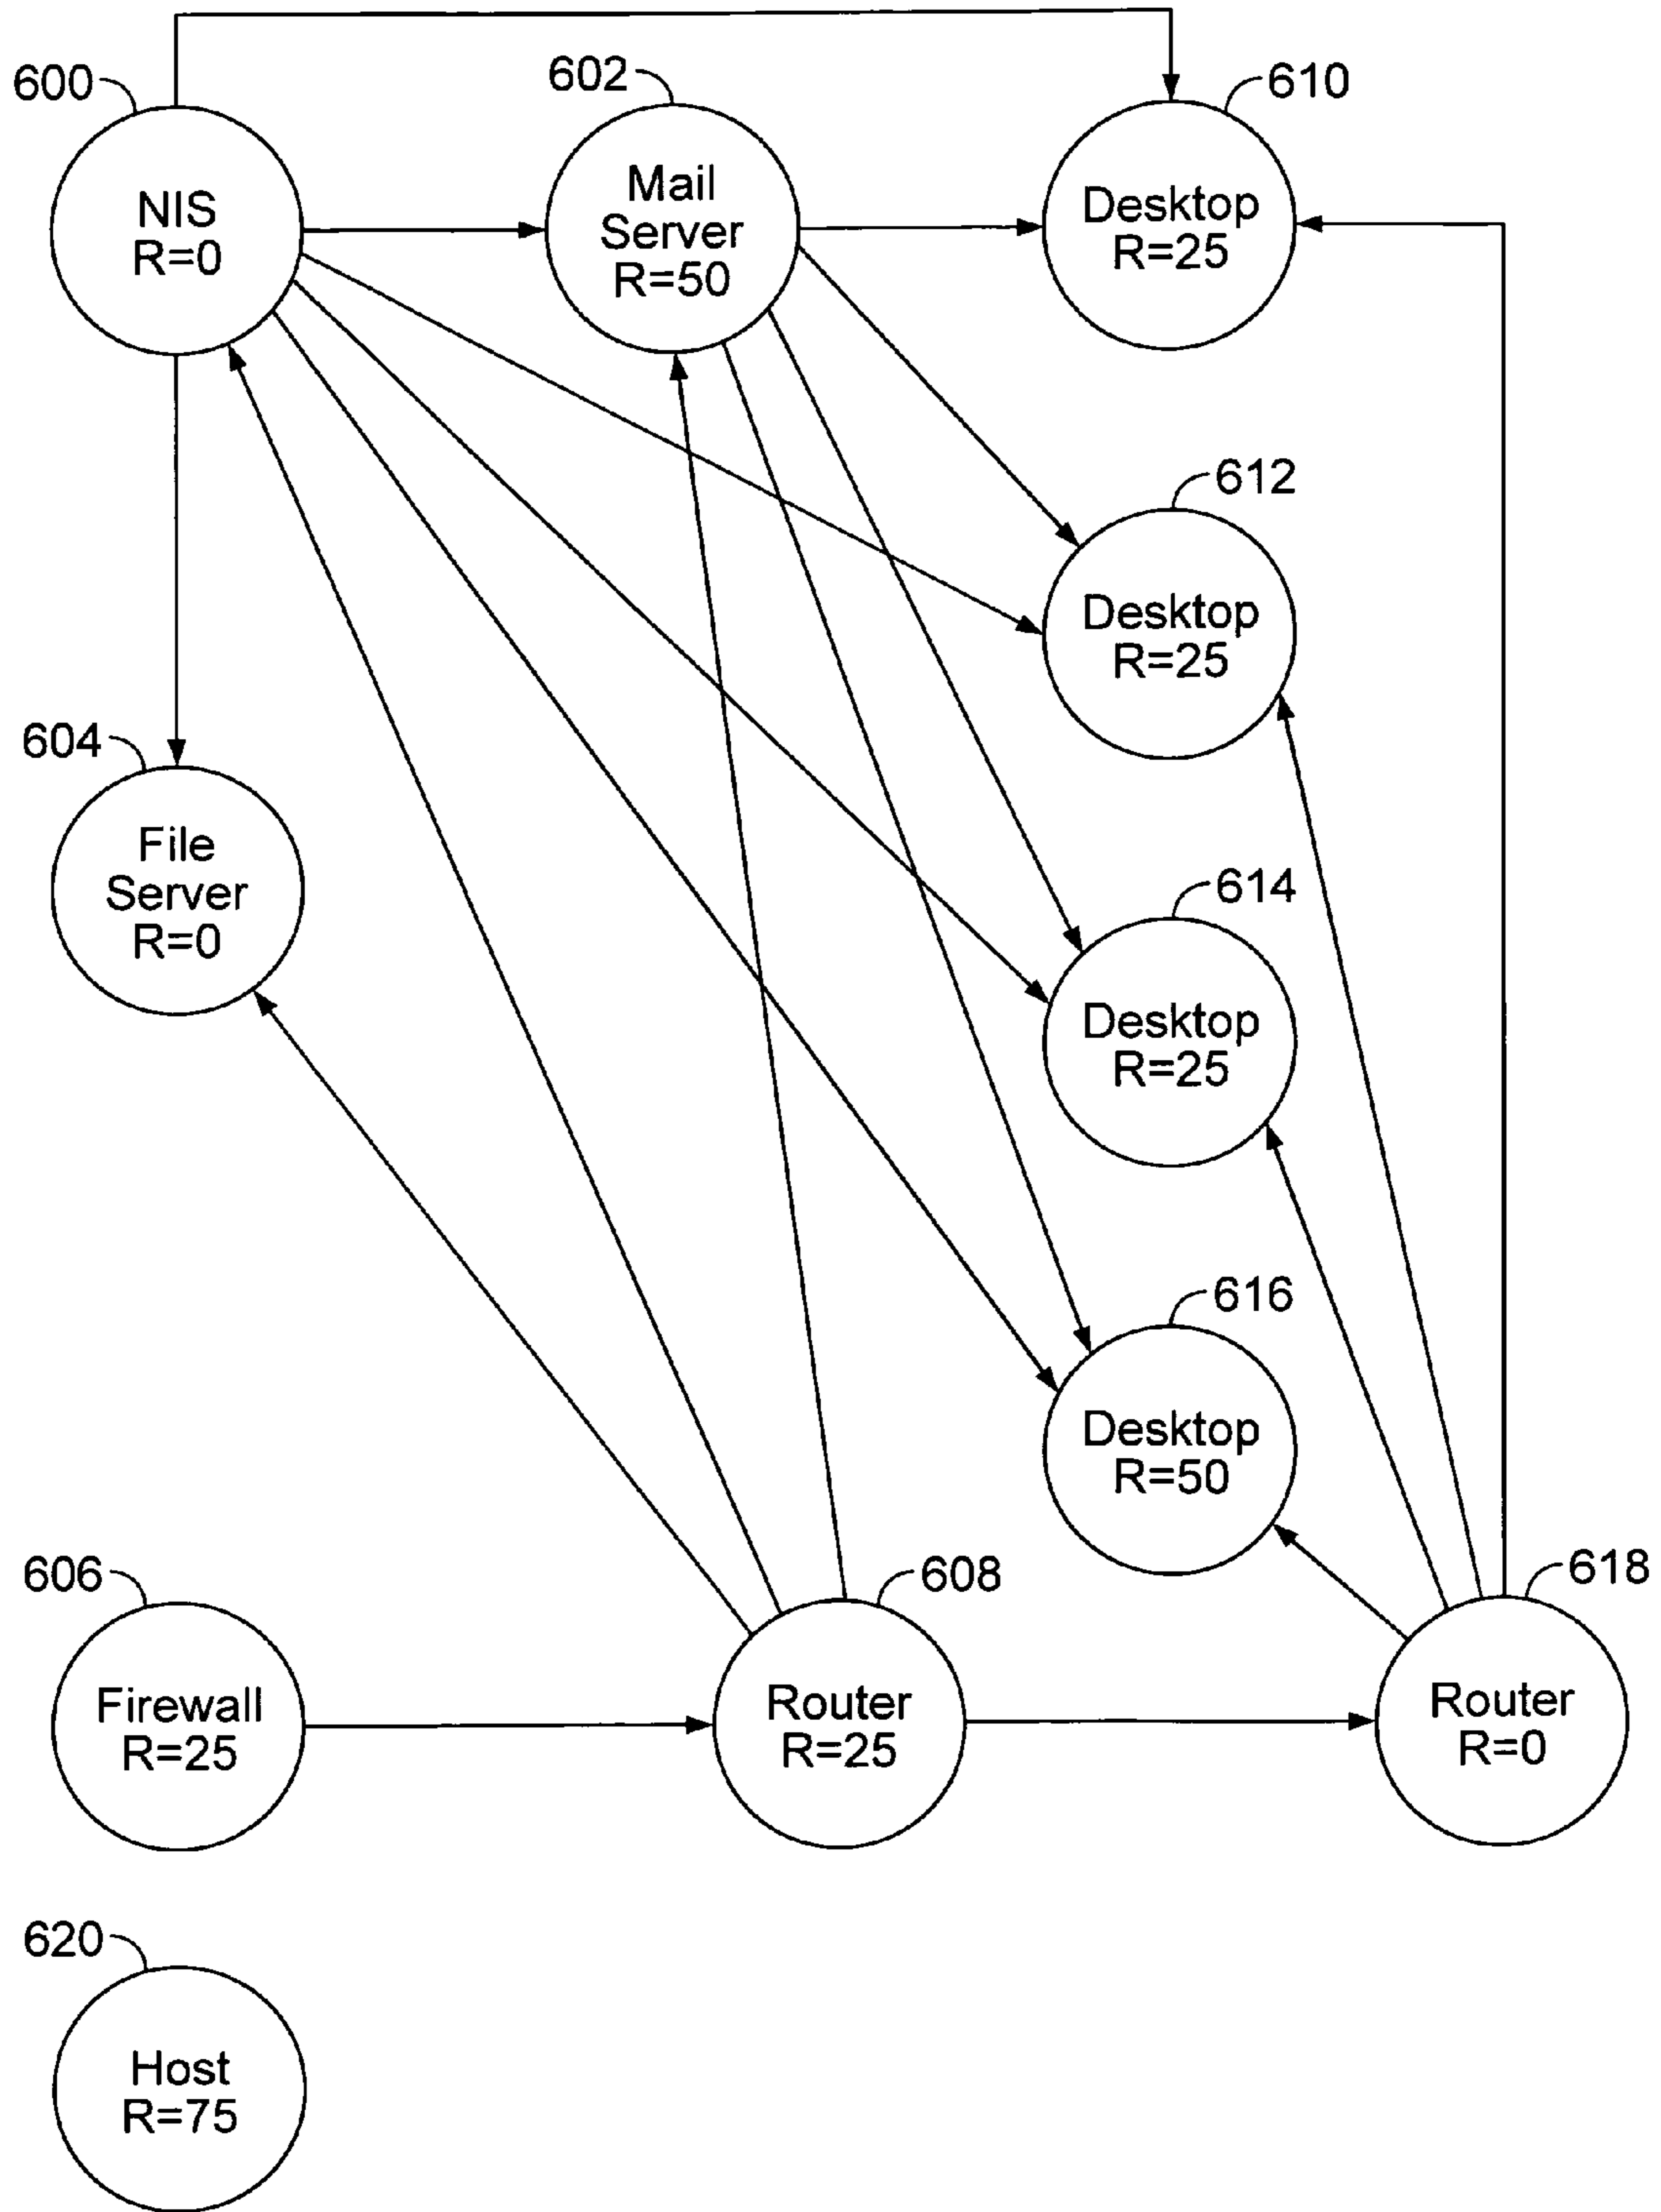 600
NIS
R=0
602
Mail
Server
R=50
610
Desktop
R=25
612
Desktop
R=25
604
File
Server
R=0
614
Desktop
R=25
616
Desktop
R=50
606
Firewall
R=25
608
Router
R=25
618
Router
R=0
620
Host
R=75